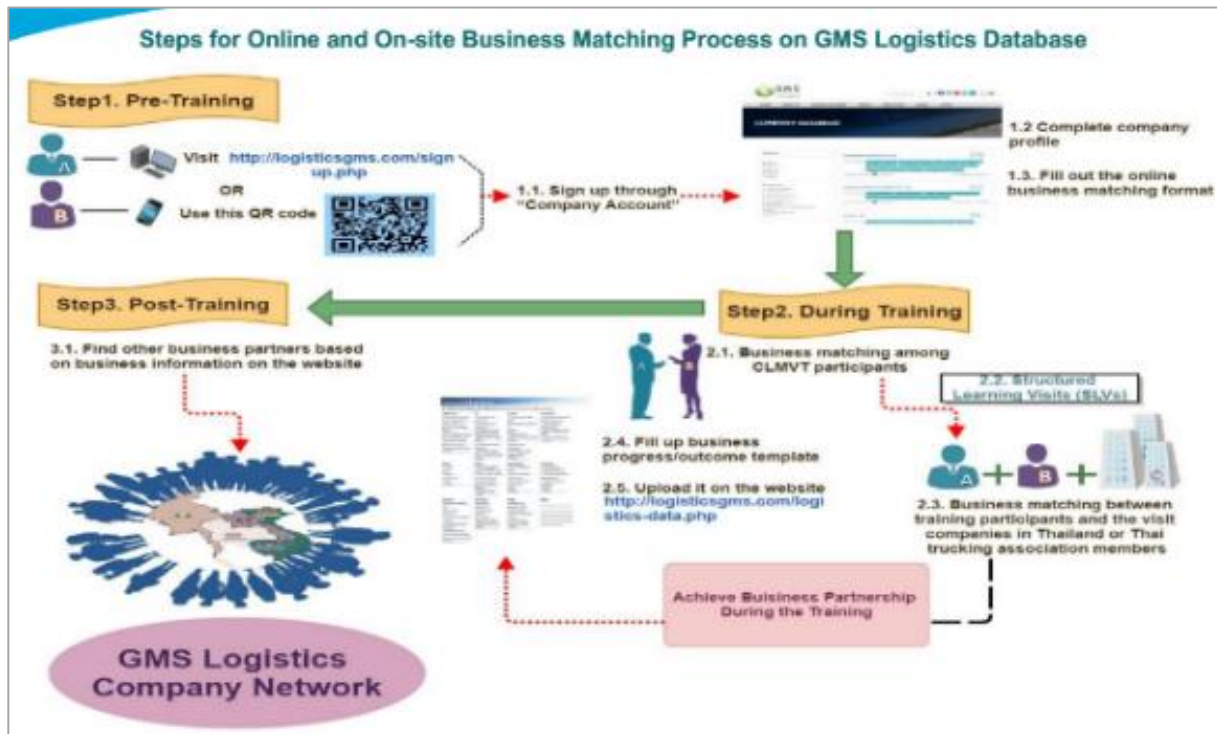 Steps for Online and On-site Business Matching Process on GMS Logistics Database
Step1. Pre-Training
A
Visit http://logisticsgms.com/sign
up.php
OR
B
Use this QR code
1.1. Sign up through
"Company Account"
GMS
COMPANY DATABASE
1.2 Complete company
profile
1.3. Fill out the online
business matching format
Step2. During Training
2.1. Business matching among
CLMVT participants
A
B
2.2. Structured
Learning Visits (SLVs)
A
B
C
2.3. Business matching between
training participants and the visit
companies in Thailand or Thai
trucking association members
Achieve Buisiness Partnership
During the Training
2.4. Fill up business
progress/outcome template
2.5. Upload it on the website
http://logisticsgms.com/logi
stics-data.php
Step3. Post-Training
3.1. Find other business partners based
on business information on the website
GMS Logistics
Company Network